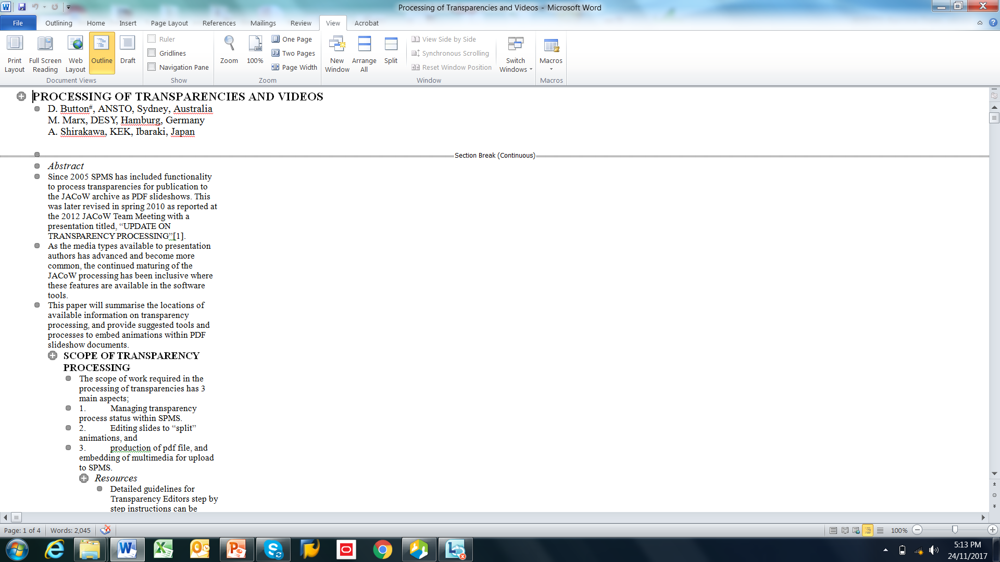 Processing of Transparencies and Videos - Microsoft Word
File Outlining Home Insert Page Layout References Mailings Review View Acrobat
Print Layout
Full Screen Reading
Web Layout
Outline
Draft
Document Views
Ruler
Gridlines
Navigation Pane
Show
Zoom
100%
One Page
Two Pages
Page Width
Zoom
New Window
Arrange All
Split
View Side by Side
Synchronous Scrolling
Reset Window Position
Switch Windows
Window
Macros
Macros
PROCESSING OF TRANSPARENCIES AND VIDEOS
D. Button#, ANSTO, Sydney, Australia
M. Marx, DESY, Hamburg, Germany
A. Shirakawa, KEK, Ibaraki, Japan
Section Break (Continuous)
Abstract
Since 2005 SPMS has included functionality
to process transparencies for publication to
the JACoW archive as PDF slideshows. This
was later revised in spring 2010 as reported at
the 2012 JACoW Team Meeting with a
presentation titled, “UPDATE ON
TRANSPARENCY PROCESSING”[1].
As the media types available to presentation
authors has advanced and become more
common, the continued maturing of the
JACoW processing has been inclusive where
these features are available in the software
tools.
This paper will summarise the locations of
available information on transparency
processing, and provide suggested tools and
processes to embed animations within PDF
slideshow documents.
SCOPE OF TRANSPARENCY
PROCESSING
The scope of work required in the
processing of transparencies has 3
main aspects;
1. Managing transparency
process status within SPMS.
2. Editing slides to “split”
animations, and
3. production of pdf file, and
embedding of multimedia for upload
to SPMS.
Resources
Detailed guidelines for
Transparency Editors step by
step instructions can be
Page: 1 of 4 Words: 2,045 100%
5:13 PM
24/11/2017